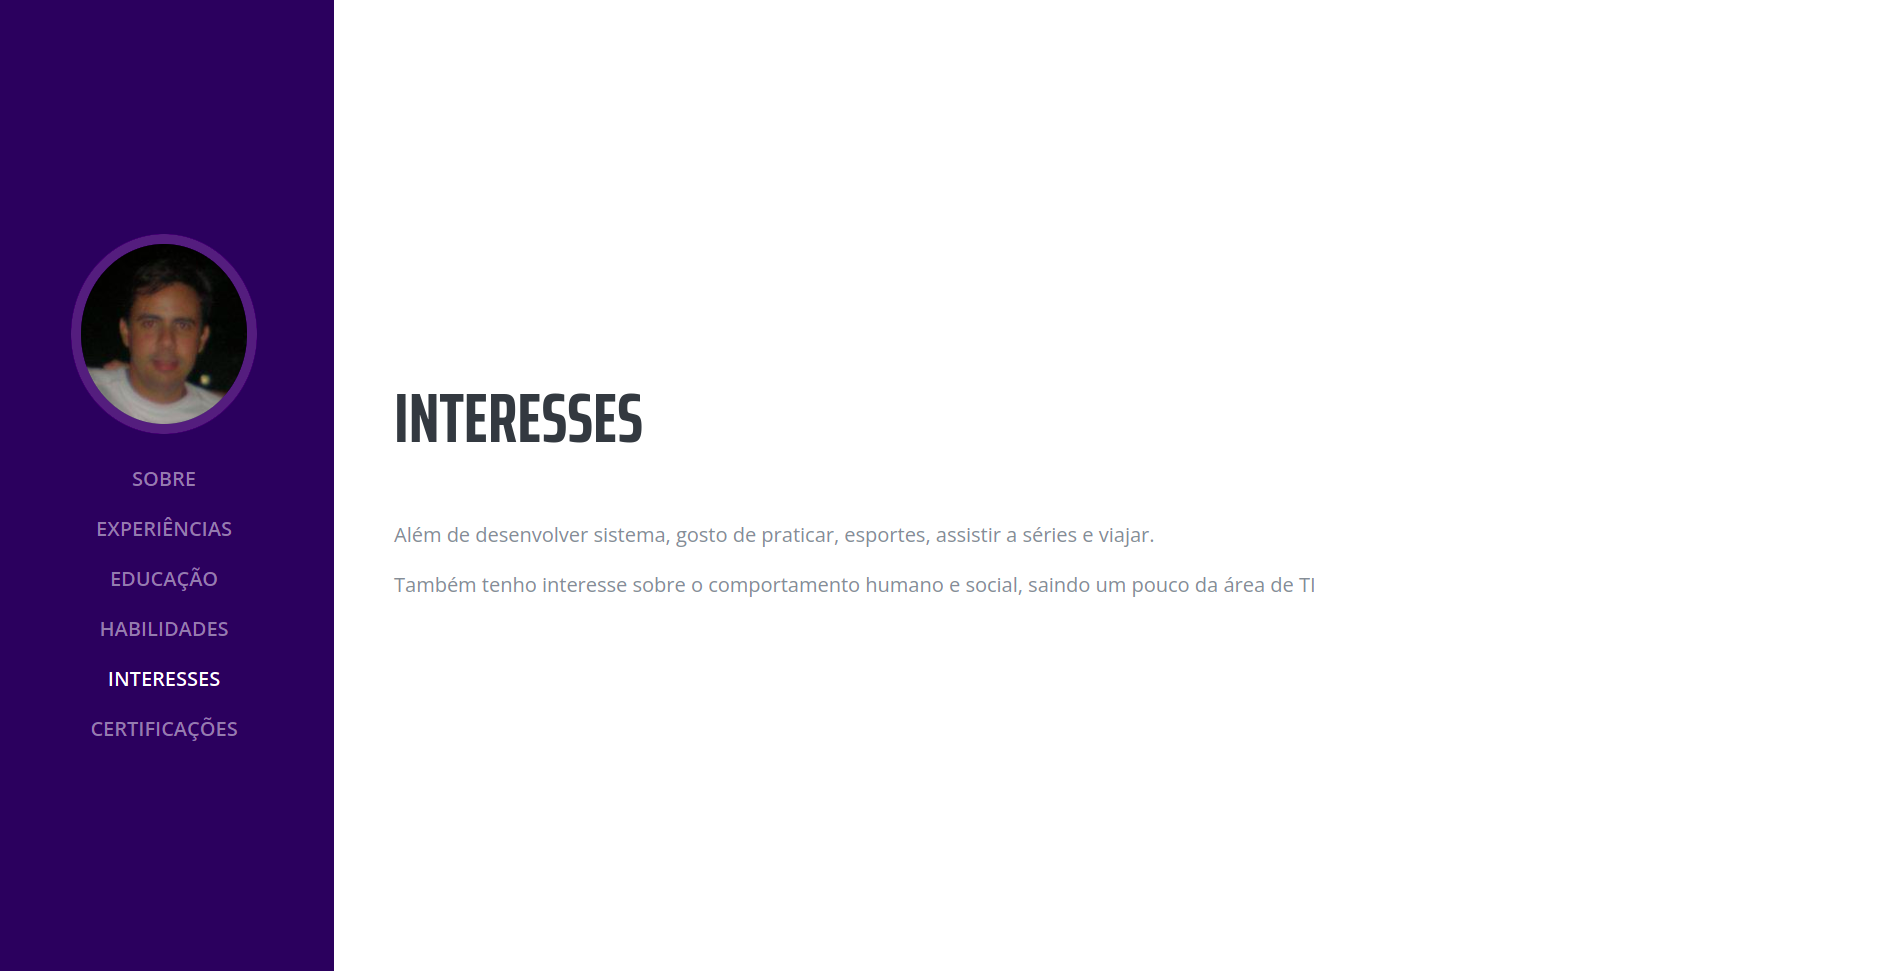 SOBRE
EXPERIÊNCIAS
EDUCAÇÃO
HABILIDADES
INTERESSES
CERTIFICAÇÕES
INTERESSES
Além de desenvolver sistema, gosto de praticar, esportes, assistir a séries e viajar.
Também tenho interesse sobre o comportamento humano e social, saindo um pouco da área de TI